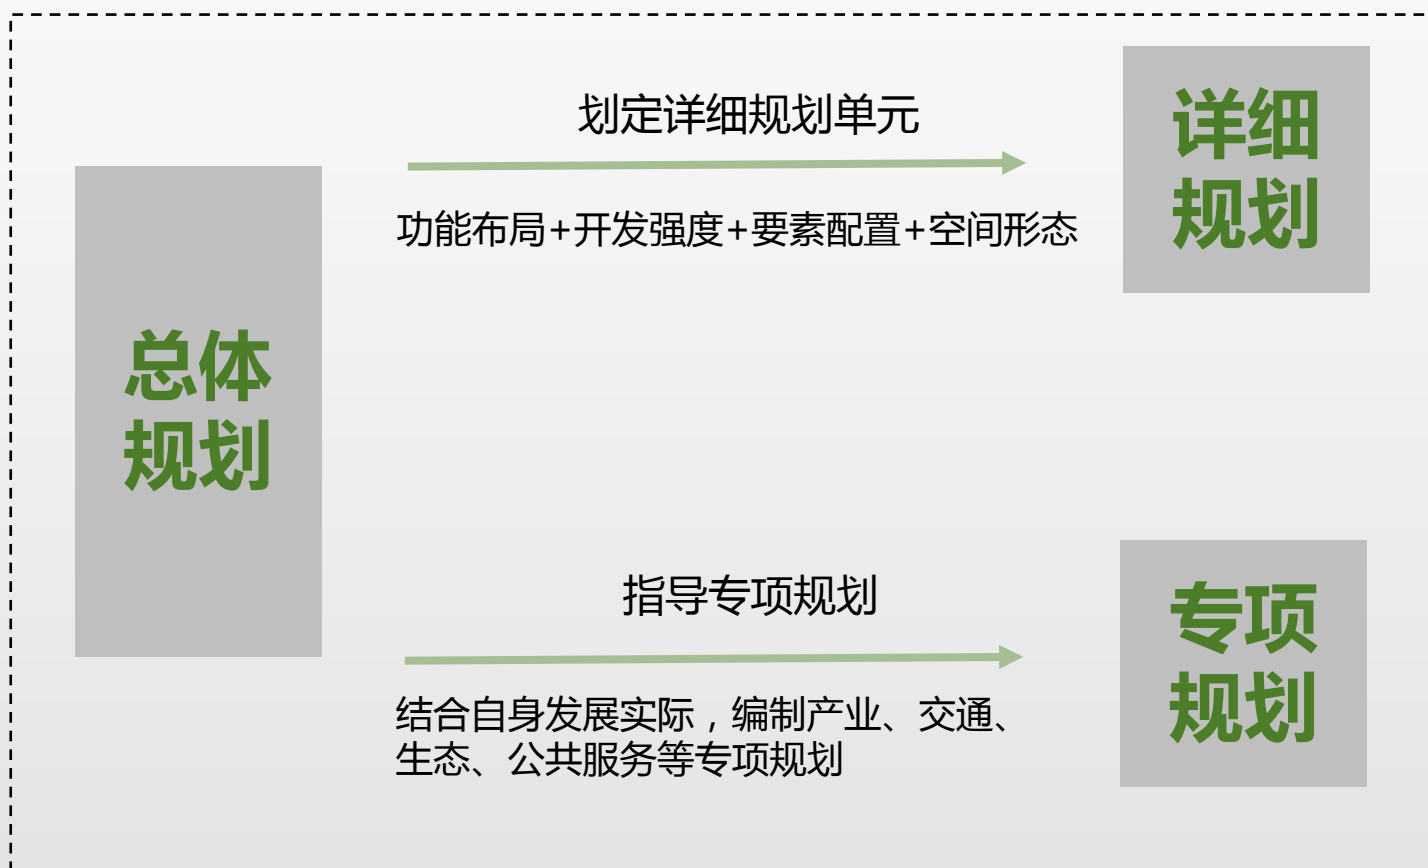 总体
规划
划定详细规划单元
功能布局+开发强度+要素配置+空间形态
详细
规划
指导专项规划
结合自身发展实际，编制产业、交通、
生态、公共服务等专项规划
专项
规划